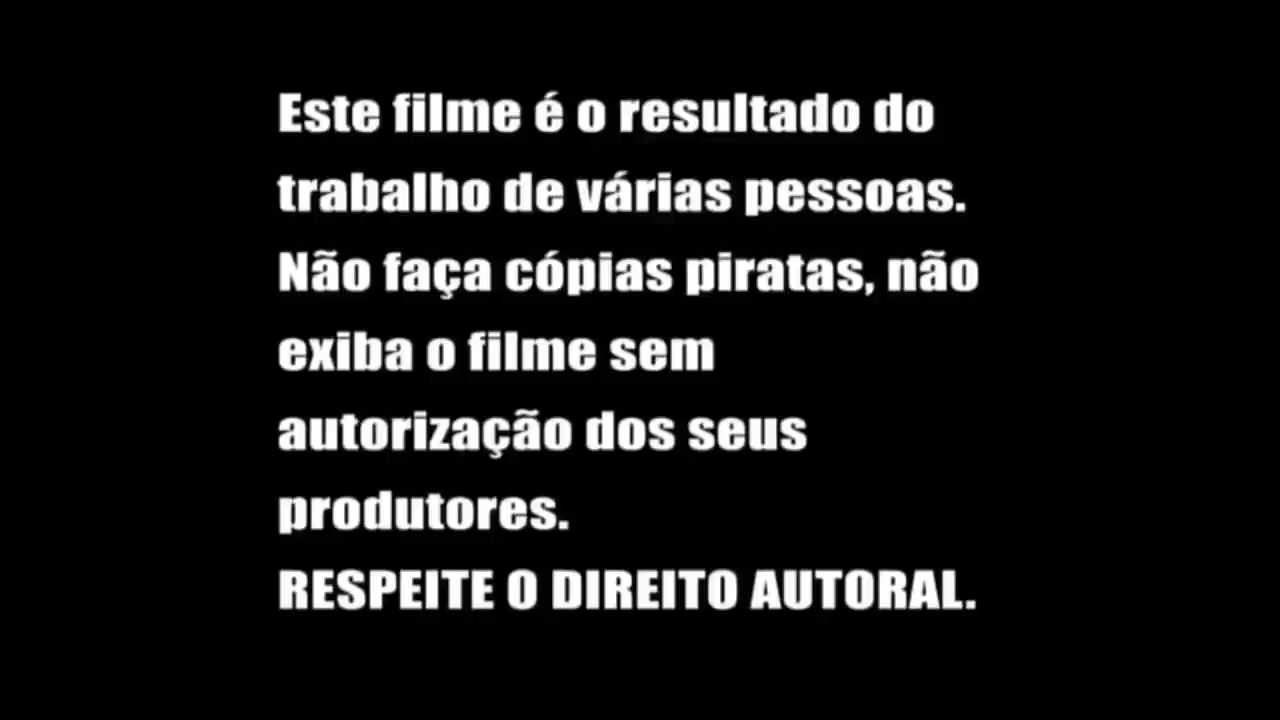 Este filme é o resultado do
trabalho de várias pessoas.
Não faça cópias piratas, não
exiba o filme sem
autorização dos seus
produtores.
RESPEITE O DIREITO AUTORAL.